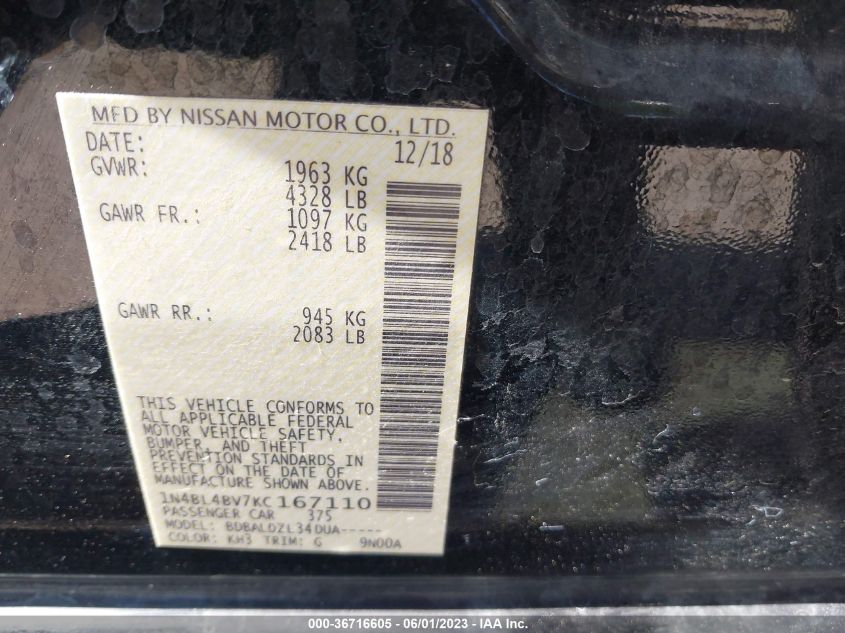 MFD BY NISSAN MOTOR CO., LTD.
DATE: 12/18
GVWR: 1963 KG
4328 LB
GAWR FR.: 1097 KG
2418 LB
GAWR RR.: 945 KG
2083 LB
THIS VEHICLE CONFORMS TO
ALL APPLICABLE FEDERAL
MOTOR VEHICLE SAFETY,
BUMPER, AND THEFT
PREVENTION STANDARDS IN
EFFECT ON THE DATE OF
MANUFACTURE SHOWN ABOVE.
1N4BL4BV7KC167110
PASSENGER CAR 375
MODEL: BDBALDZL34DUA-----
COLOR: KH3 TRIM: G 9N00A
000-36716605 - 06/01/2023 - IAA Inc.